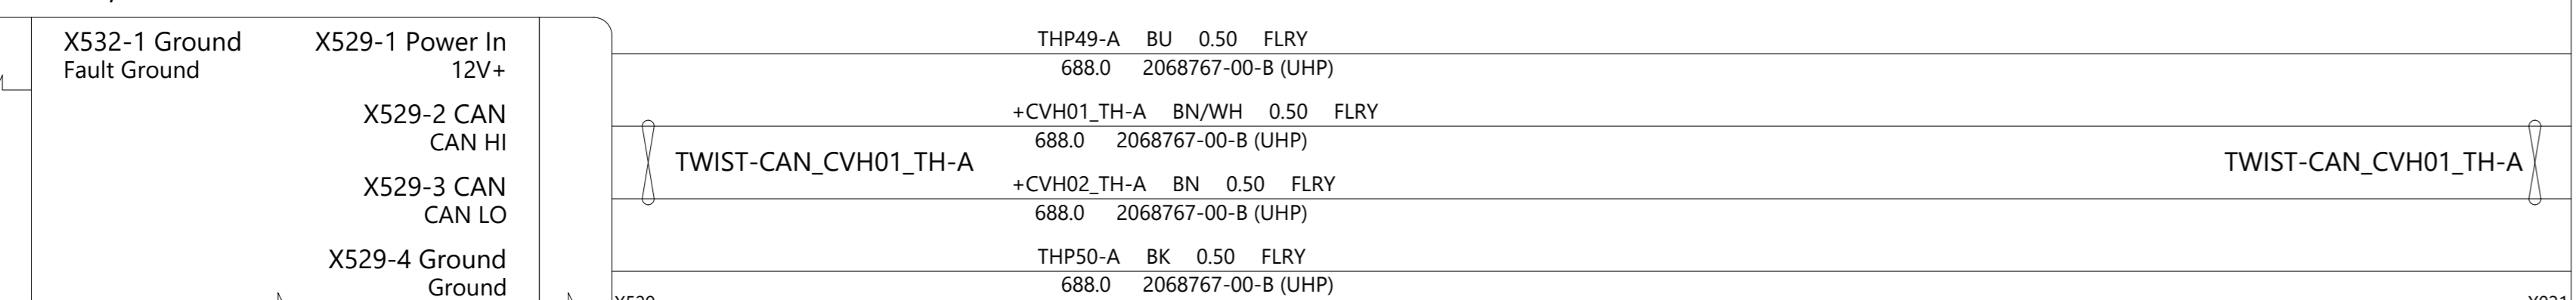 X532-1 Ground
Fault Ground
X529-1 Power In
12V+
X529-2 CAN
CAN HI
X529-3 CAN
CAN LO
X529-4 Ground
Ground
THP49-A BU 0.50 FLRY
688.0 2068767-00-B (UHP)
+CVH01_TH-A BN/WH 0.50 FLRY
688.0 2068767-00-B (UHP)
TWIST-CAN_CVH01_TH-A
TWIST-CAN_CVH01_TH-A
+CVH02_TH-A BN 0.50 FLRY
688.0 2068767-00-B (UHP)
THP50-A BK 0.50 FLRY
688.0 2068767-00-B (UHP)